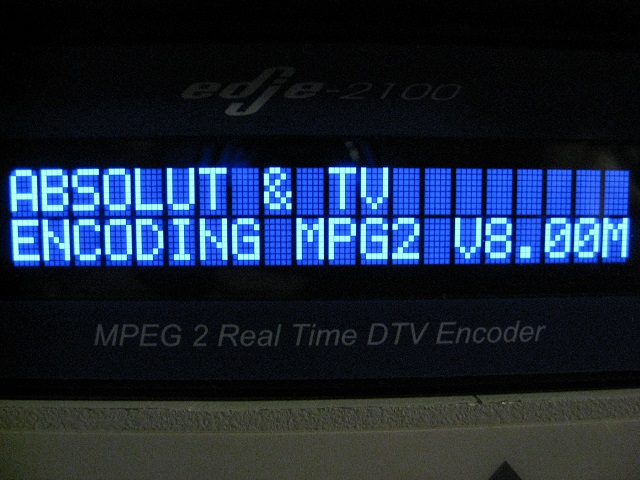 edje-2100
ABSOLUT & TV
ENCODING MPG2 V8.00M
MPEG 2 Real Time DTV Encoder